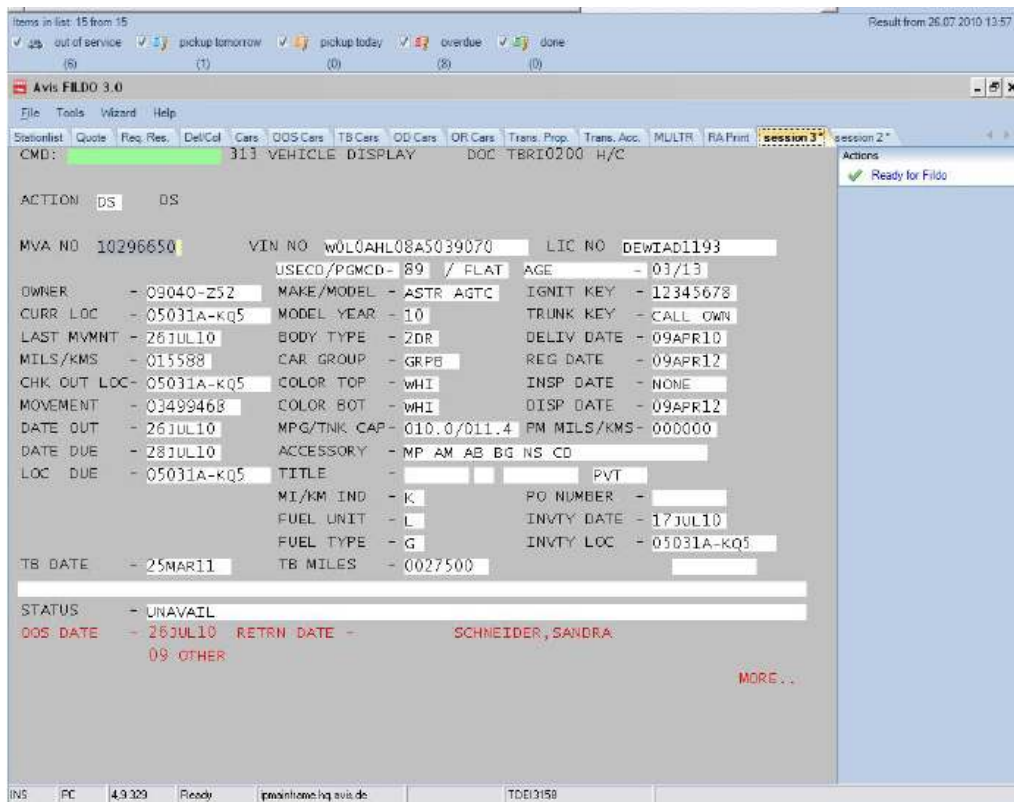 Items in list: 15 from 15 Result from 26.07.2010 13:57
out of service pickup tomorrow pickup today overdue done
(6) (1) (0) (8) (0)
Avis FILDO 3.0
File Tools Wizard Help
Stationlist Quote Req. Res. Del/Col Cars OOS Cars TB Cars OD Cars OR Cars Trans. Prop. Trans. Acc. MULTR RA Print session 3* session 2*
CMD: 313 VEHICLE DISPLAY DOC TBRI0200 H/C
Actions
Ready for Fildo
ACTION DS DS
MVA NO 10296650 VIN NO W0L0AHL08A5039070 LIC NO DEWIAD1193
USECD/PGMCD- 89 / FLAT AGE - 03/13
OWNER - 09040-Z52 MAKE/MODEL - ASTR AGTC IGNIT KEY - 12345678
CURR LOC - 05031A-KQ5 MODEL YEAR - 10 TRUNK KEY - CALL OWN
LAST MVMNT - 26JUL10 BODY TYPE - 2DR DELIV DATE - 09APR10
MILS/KMS - 015588 CAR GROUP - GRPB REG DATE - 09APR12
CHK OUT LOC- 05031A-KQ5 COLOR TOP - WHI INSP DATE - NONE
MOVEMENT - 03499468 COLOR BOT - WHI DISP DATE - 09APR12
DATE OUT - 26JUL10 MPG/TNK CAP- 010.0/011.4 PM MILS/KMS- 000000
DATE DUE - 28JUL10 ACCESSORY - MP AM AB BG NS CD
LOC DUE - 05031A-KQ5 TITLE - PVT
MI/KM IND - K PO NUMBER -
FUEL UNIT - L INVTY DATE - 17JUL10
FUEL TYPE - G INVTY LOC - 05031A-KQ5
TB DATE - 25MAR11 TB MILES - 0027500
STATUS - UNAVAIL
OOS DATE - 26JUL10 RETRN DATE - SCHNEIDER,SANDRA
09 OTHER
MORE..
INS PC 4,9 329 Ready ipmainframe.hq.avis.de TDEI3158